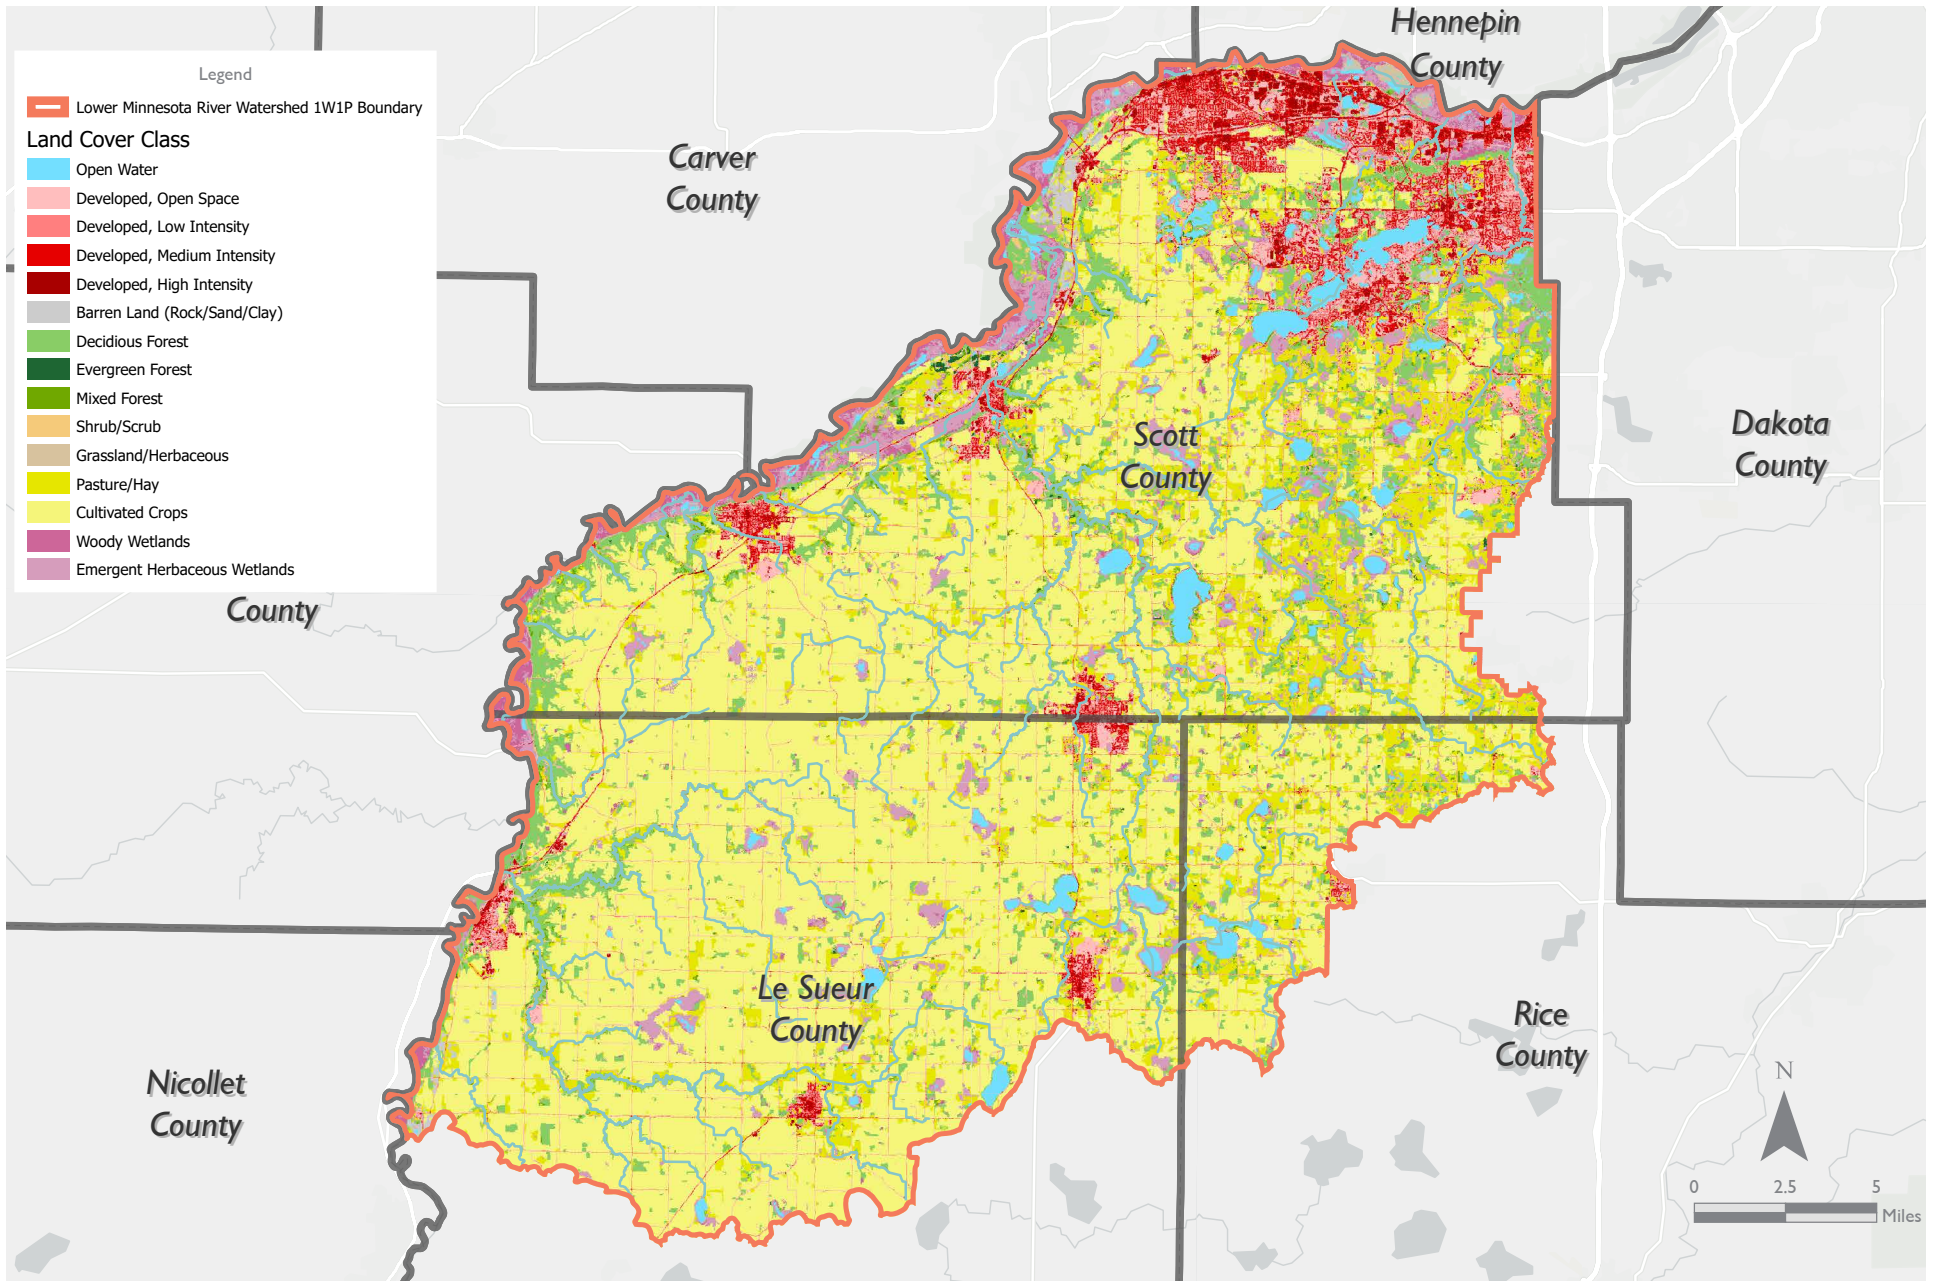 Legend
Lower Minnesota River Watershed 1W1P Boundary
Land Cover Class
Open Water
Developed, Open Space
Developed, Low Intensity
Developed, Medium Intensity
Developed, High Intensity
Barren Land (Rock/Sand/Clay)
Decidious Forest
Evergreen Forest
Mixed Forest
Shrub/Scrub
Grassland/Herbaceous
Pasture/Hay
Cultivated Crops
Woody Wetlands
Emergent Herbaceous Wetlands
Hennepin
County
Carver
County
Scott
County
Dakota
County
County
Le Sueur
County
Rice
County
Nicollet
County
N
0 2.5 5
Miles